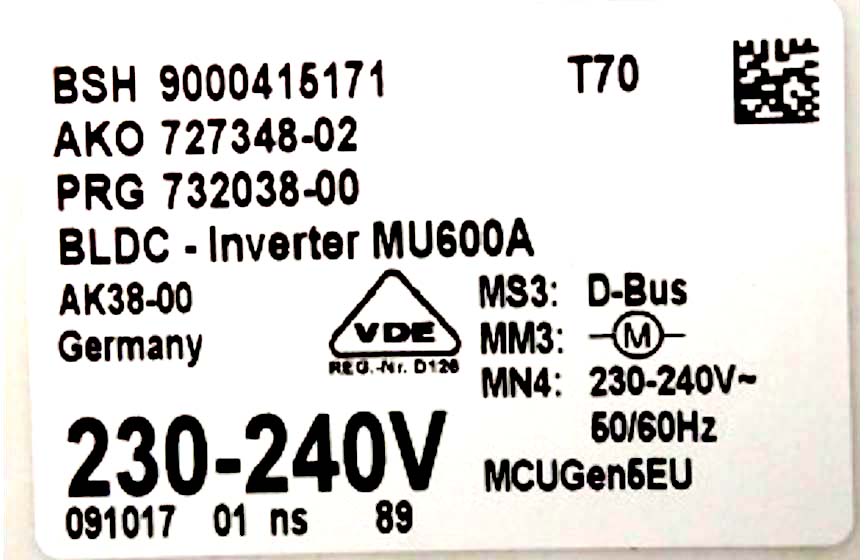 BSH 9000415171 T70
AKO 727348-02
PRG 732038-00
BLDC - Inverter MU600A
AK38-00
Germany
VDE
REG.-Nr. D126
MS3: D-Bus
MM3: M
MN4: 230-240V~
50/60Hz
MCUGen5EU
230-240V
091017 01 ns 89